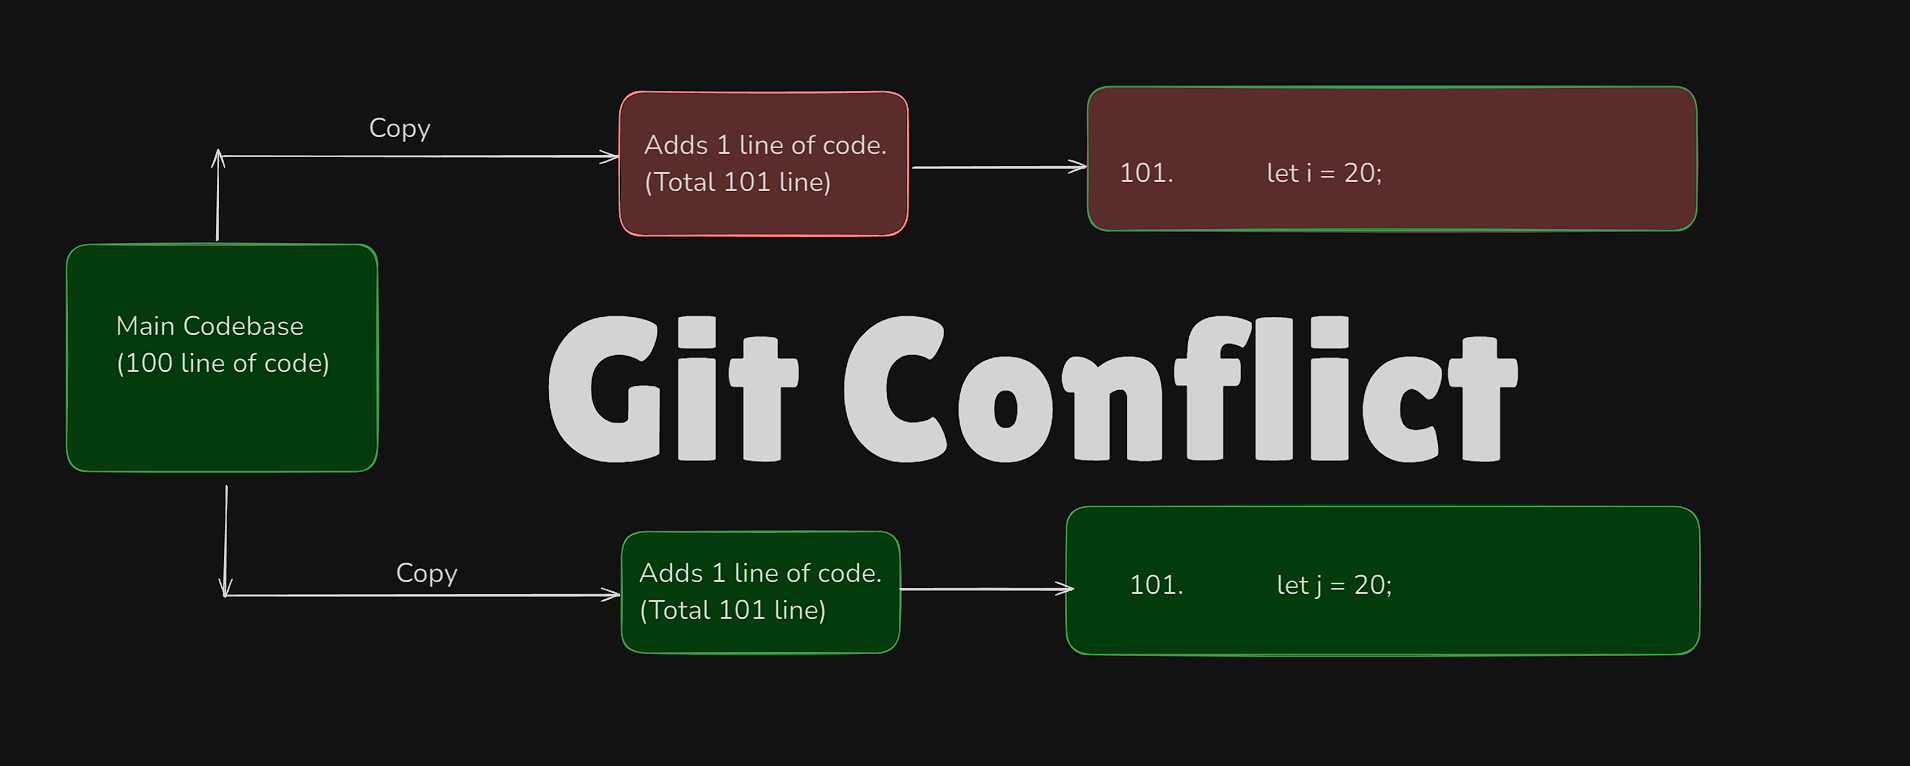 Copy
Adds 1 line of code.
(Total 101 line)
101. let i = 20;
Main Codebase
(100 line of code)
Git Conflict
Copy
Adds 1 line of code.
(Total 101 line)
101. let j = 20;